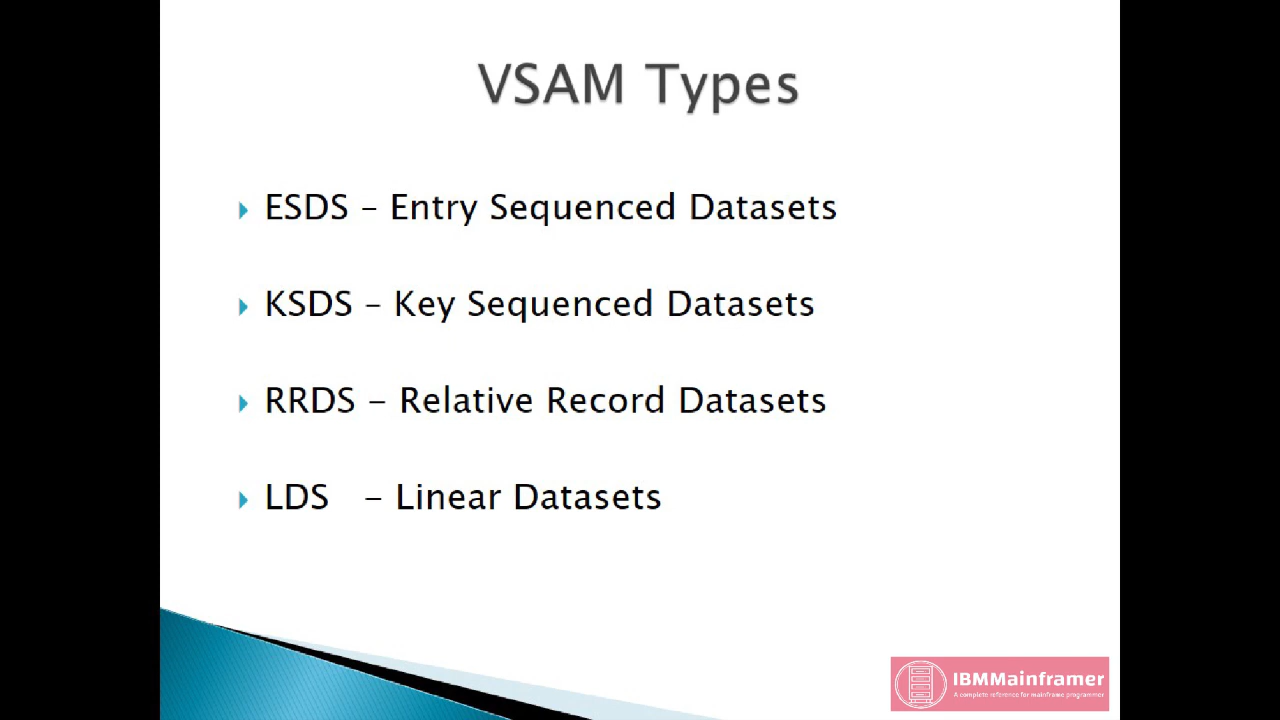 VSAM Types
ESDS – Entry Sequenced Datasets
KSDS – Key Sequenced Datasets
RRDS – Relative Record Datasets
LDS – Linear Datasets
IBMMainframer
A complete reference for mainframe programmer